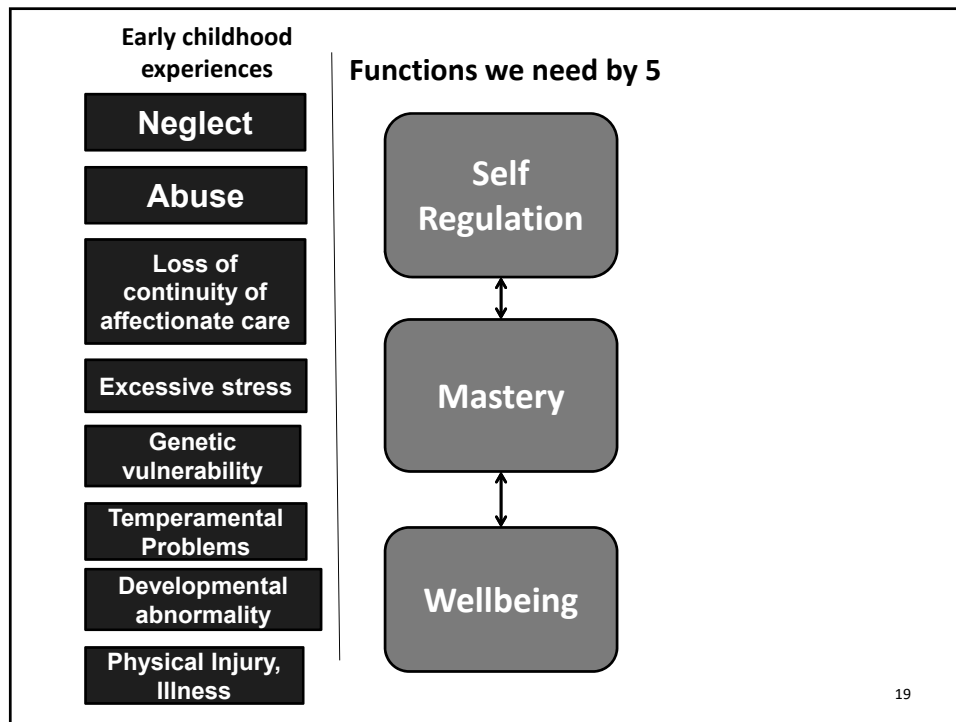 Early childhood
experiences
Neglect
Abuse
Loss of
continuity of
affectionate care
Excessive stress
Genetic
vulnerability
Temperamental
Problems
Developmental
abnormality
Physical Injury,
Illness
Functions we need by 5
Self
Regulation
Mastery
Wellbeing
19